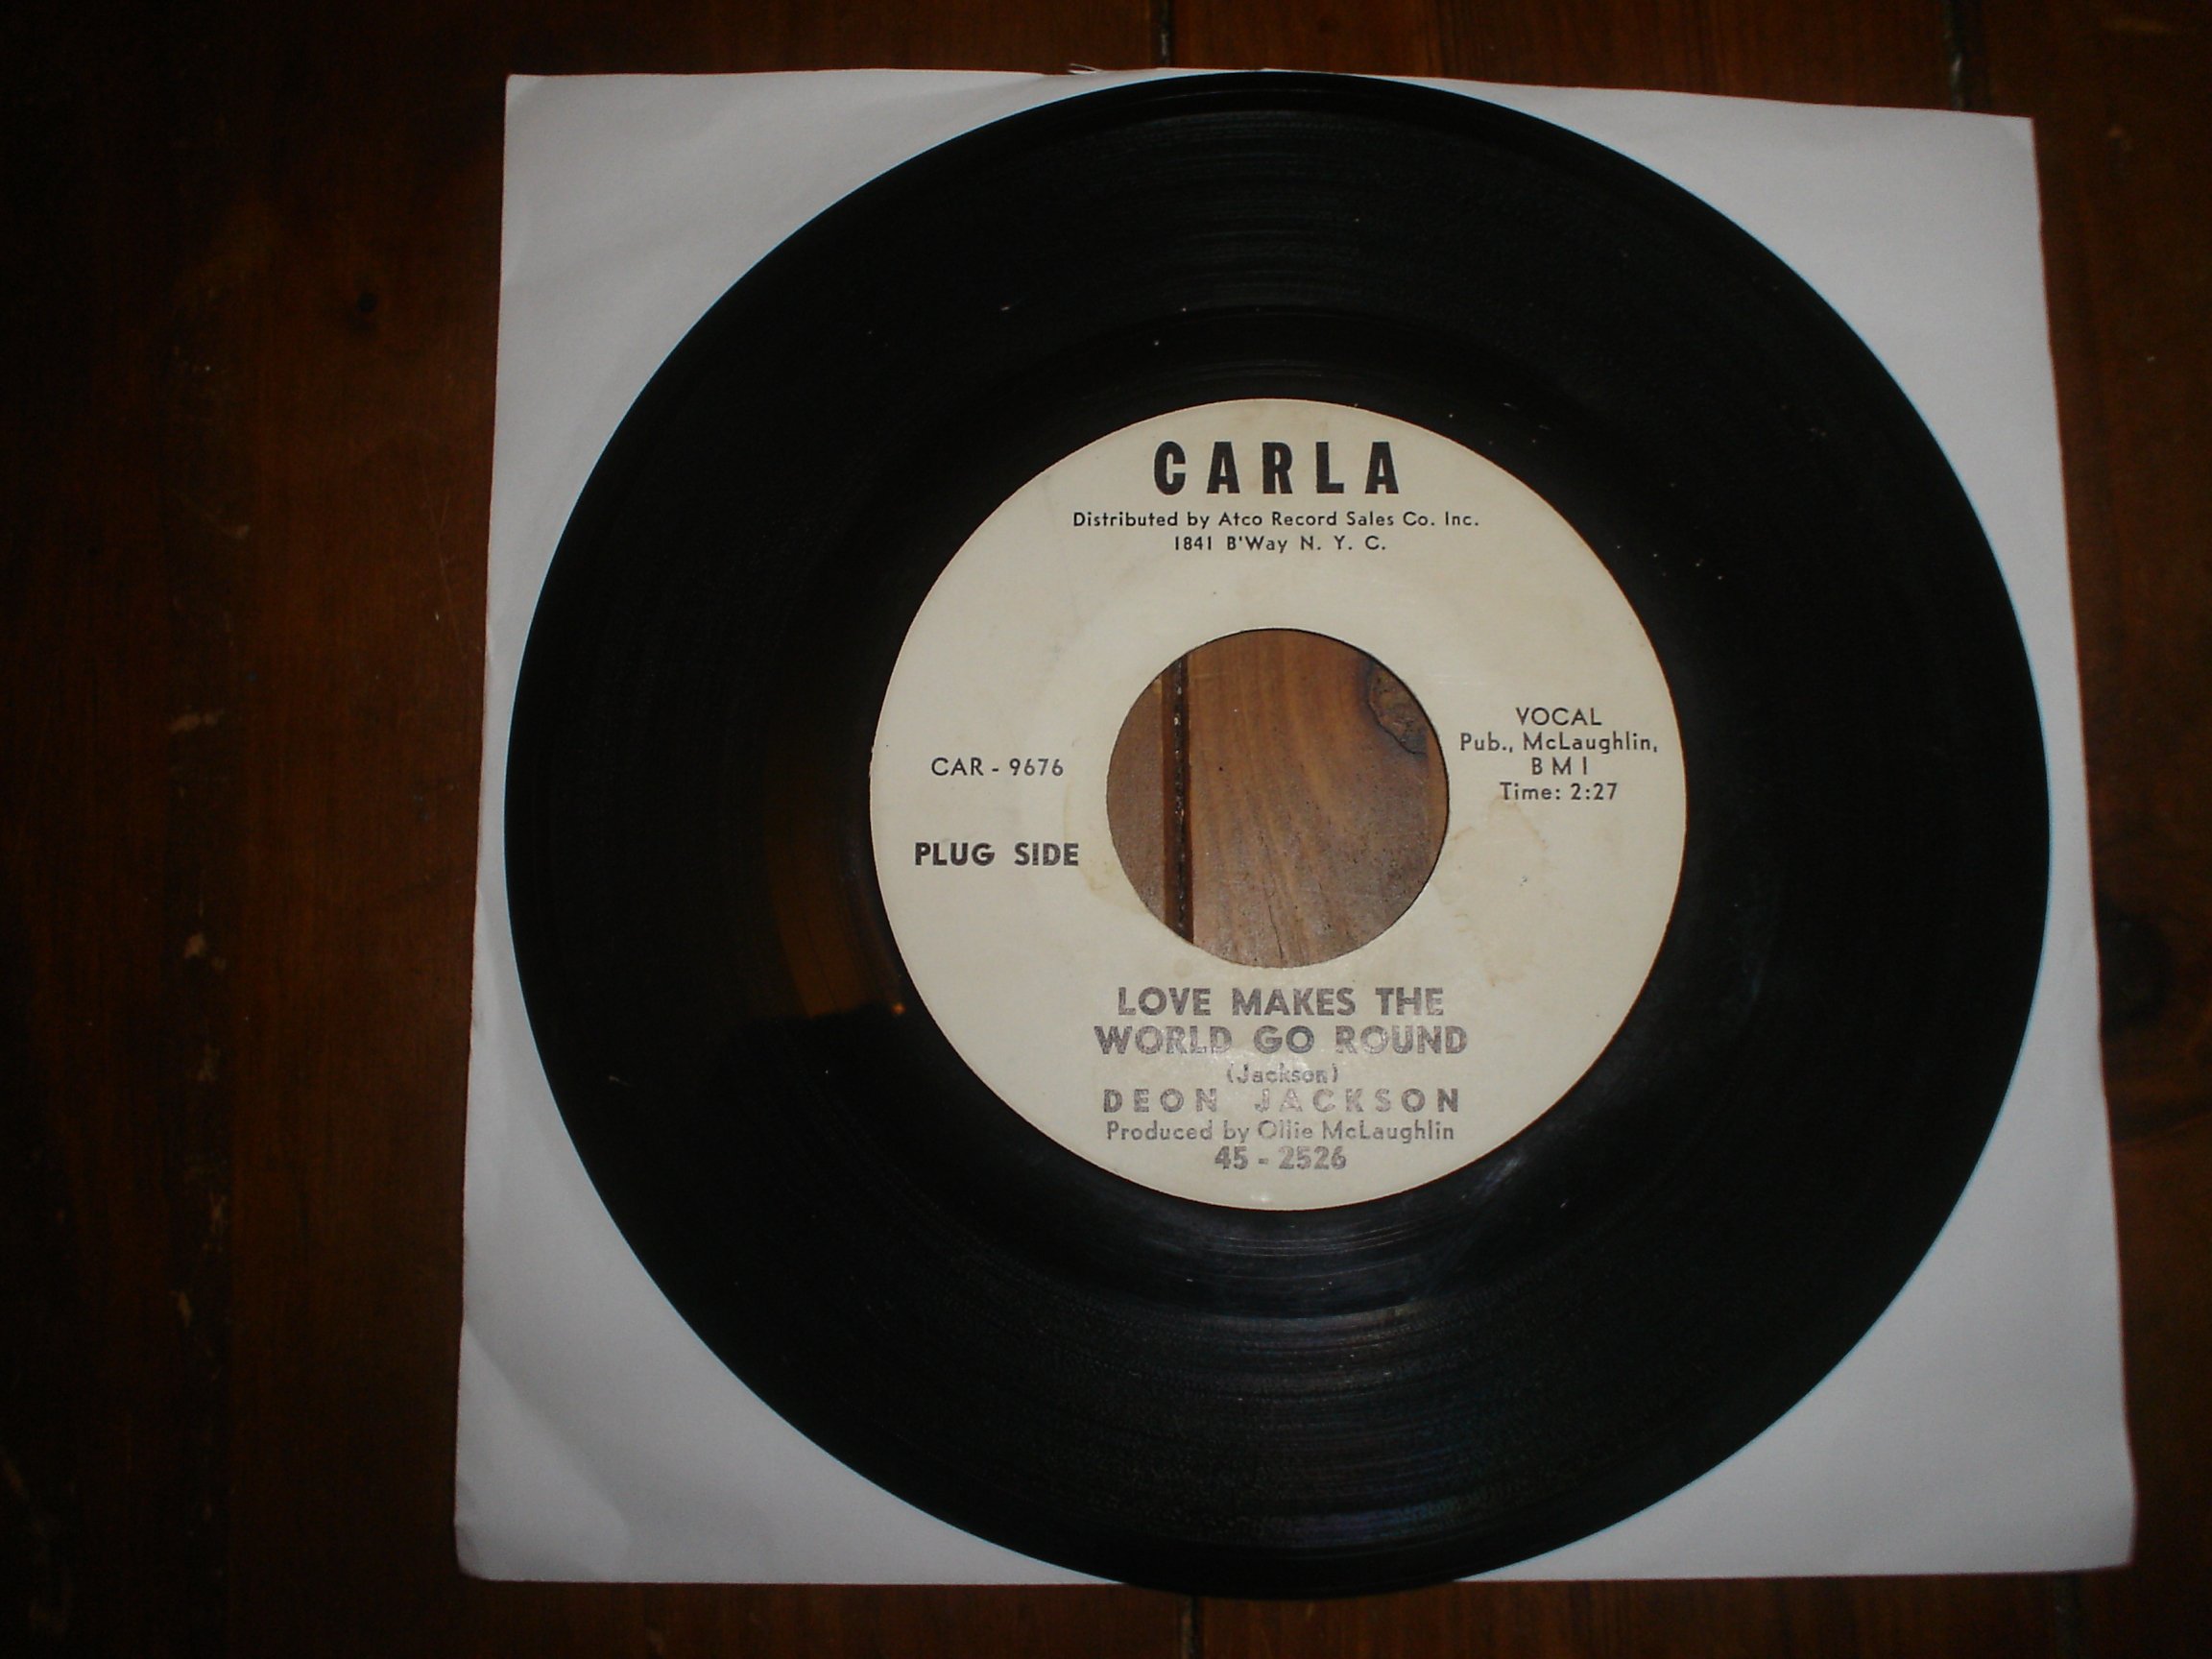 CARLA
Distributed by Atco Record Sales Co. Inc.
1841 B'Way N. Y. C.
CAR - 9676
PLUG SIDE
VOCAL
Pub., McLaughlin,
BMI
Time: 2:27
LOVE MAKES THE
WORLD GO ROUND
(Jackson)
DEON JACKSON
Produced by Ollie McLaughlin
45 - 2526